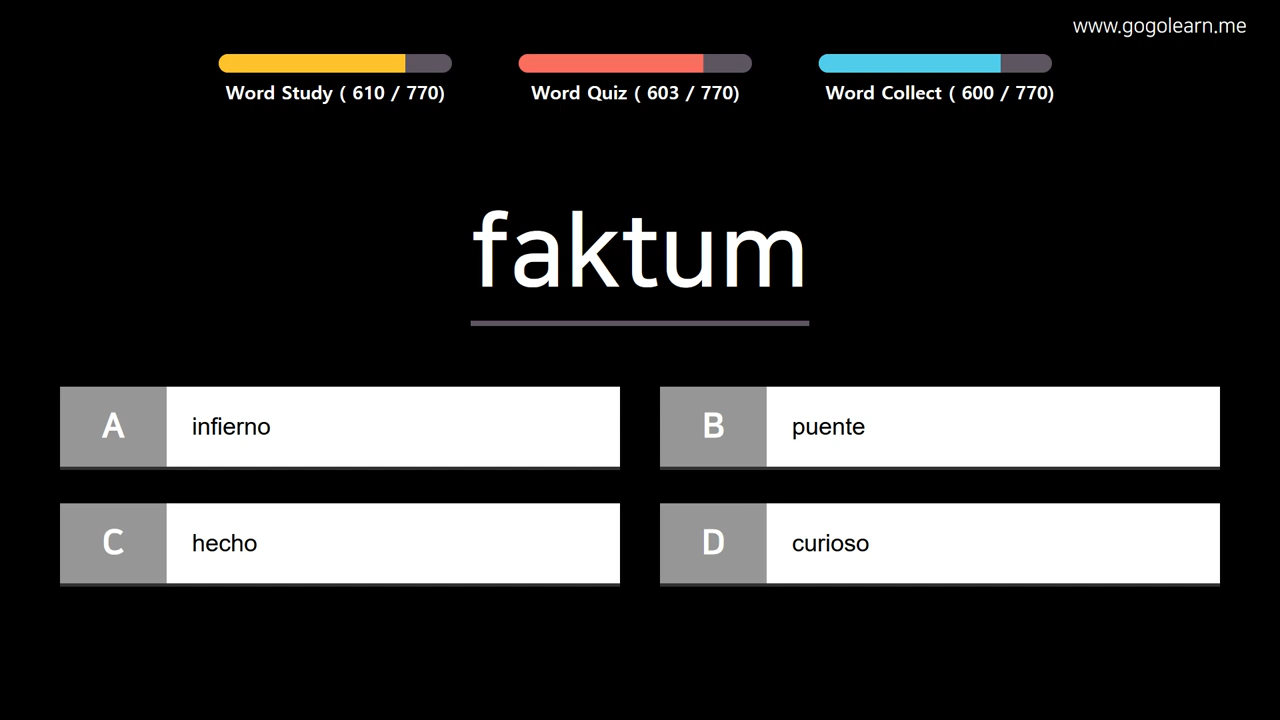 www.gogolearn.me
Word Study ( 610 / 770)
Word Quiz ( 603 / 770)
Word Collect ( 600 / 770)
faktum
A infierno
B puente
C hecho
D curioso